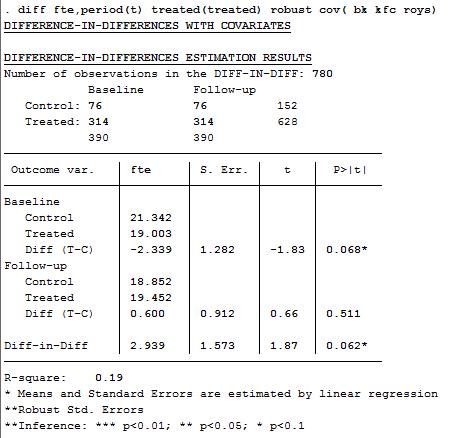 . diff fte,period(t) treated(treated) robust cov( bk kfc roys)
DIFFERENCE-IN-DIFFERENCES WITH COVARIATES
DIFFERENCE-IN-DIFFERENCES ESTIMATION RESULTS
Number of observations in the DIFF-IN-DIFF: 780
Baseline Follow-up
Control: 76 76 152
Treated: 314 314 628
390 390
Outcome var. fte S. Err. t P>|t|
Baseline
Control 21.342
Treated 19.003
Diff (T-C) -2.339 1.282 -1.83 0.068*
Follow-up
Control 18.852
Treated 19.452
Diff (T-C) 0.600 0.912 0.66 0.511
Diff-in-Diff 2.939 1.573 1.87 0.062*
R-square: 0.19
* Means and Standard Errors are estimated by linear regression
**Robust Std. Errors
**Inference: *** p<0.01; ** p<0.05; * p<0.1